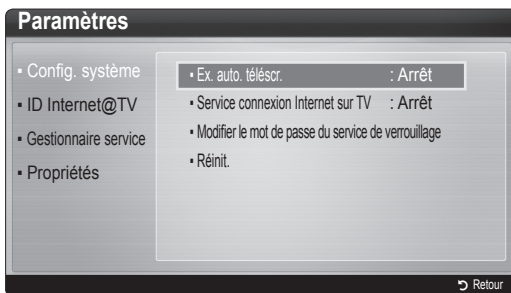 Paramètres
▪ Config. système
▪ ID Internet@TV
▪ Gestionnaire service
▪ Propriétés
▪ Ex. auto. téléscr. : Arrêt
▪ Service connexion Internet sur TV : Arrêt
▪ Modifier le mot de passe du service de verrouillage
▪ Réinit.
Retour